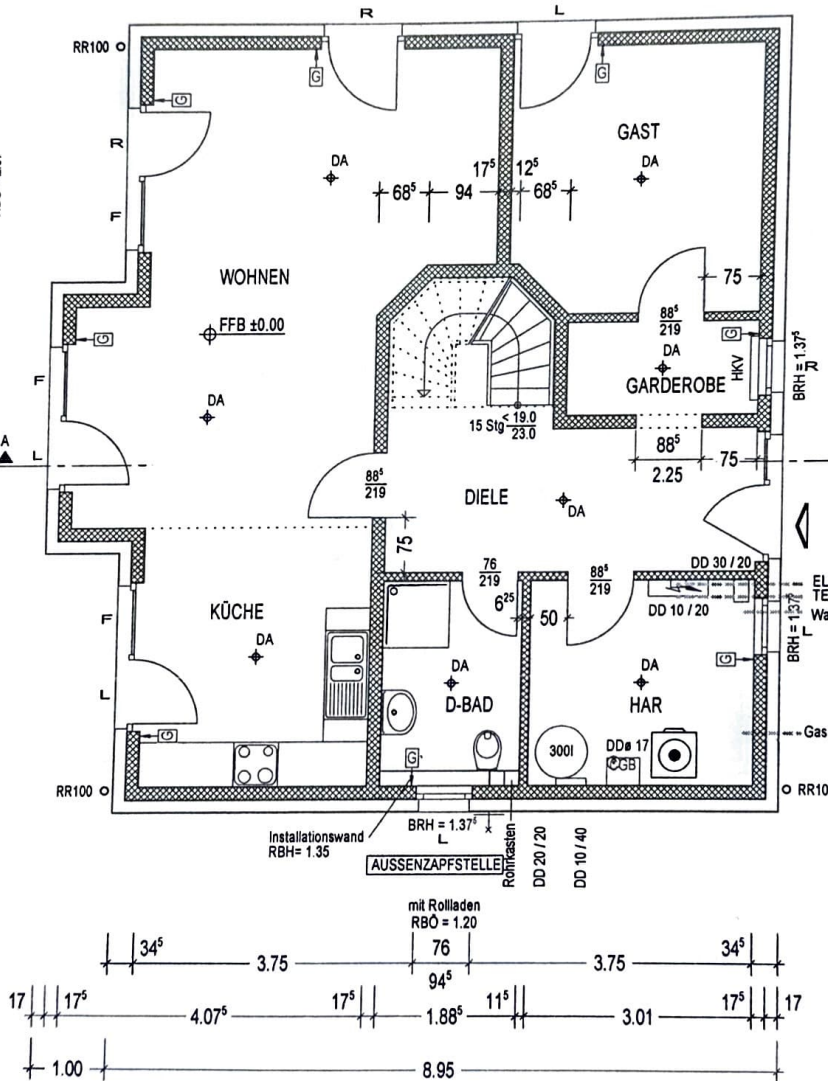 R
L
RR100
G
G
G
GAST
R
DA
DA
17⁵
12⁵
68⁵
94
68⁵
F
WOHNEN
75
FFB ±0.00
G
88⁵
219
G
DA
HKV
BRH = 1.37⁵
R
GARDEROBE
F
DA
15 Stg
< 19.0
23.0
A
L
88⁵
2.25
75
88⁵
219
DIELE
DA
75
76
219
88⁵
219
DD 30 / 20
EL
TE
DD 10 / 20
Wa
6²⁵
50
F
KÜCHE
DA
DA
DA
G
BRH = 1.37⁵
L
L
D-BAD
HAR
G
G
300l
DDø 17
GB
Gas
RR100
RR10
Installationswand
RBH= 1.35
BRH = 1.37⁵
L
AUSSENZAPFSTELLE
Rohrkasten
DD 20 / 20
DD 10 / 40
mit Rollladen
RBÖ = 1.20
34⁵
3.75
76
3.75
34⁵
94⁵
17
17⁵
4.07⁵
17⁵
1.88⁵
11⁵
3.01
17⁵
17
1.00
8.95